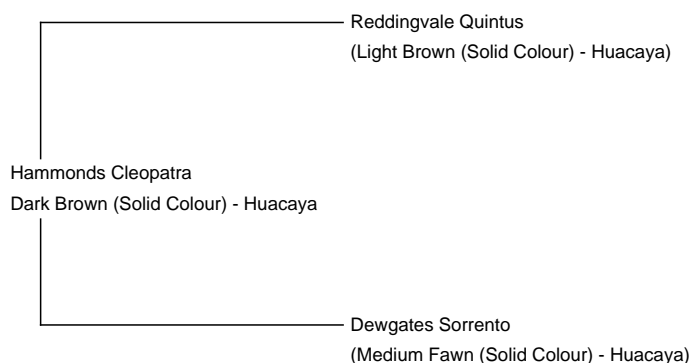 Reddingvale Quintus
(Light Brown (Solid Colour) - Huacaya)
Hammonds Cleopatra
Dark Brown (Solid Colour) - Huacaya
Dewgates Sorrento
(Medium Fawn (Solid Colour) - Huacaya)